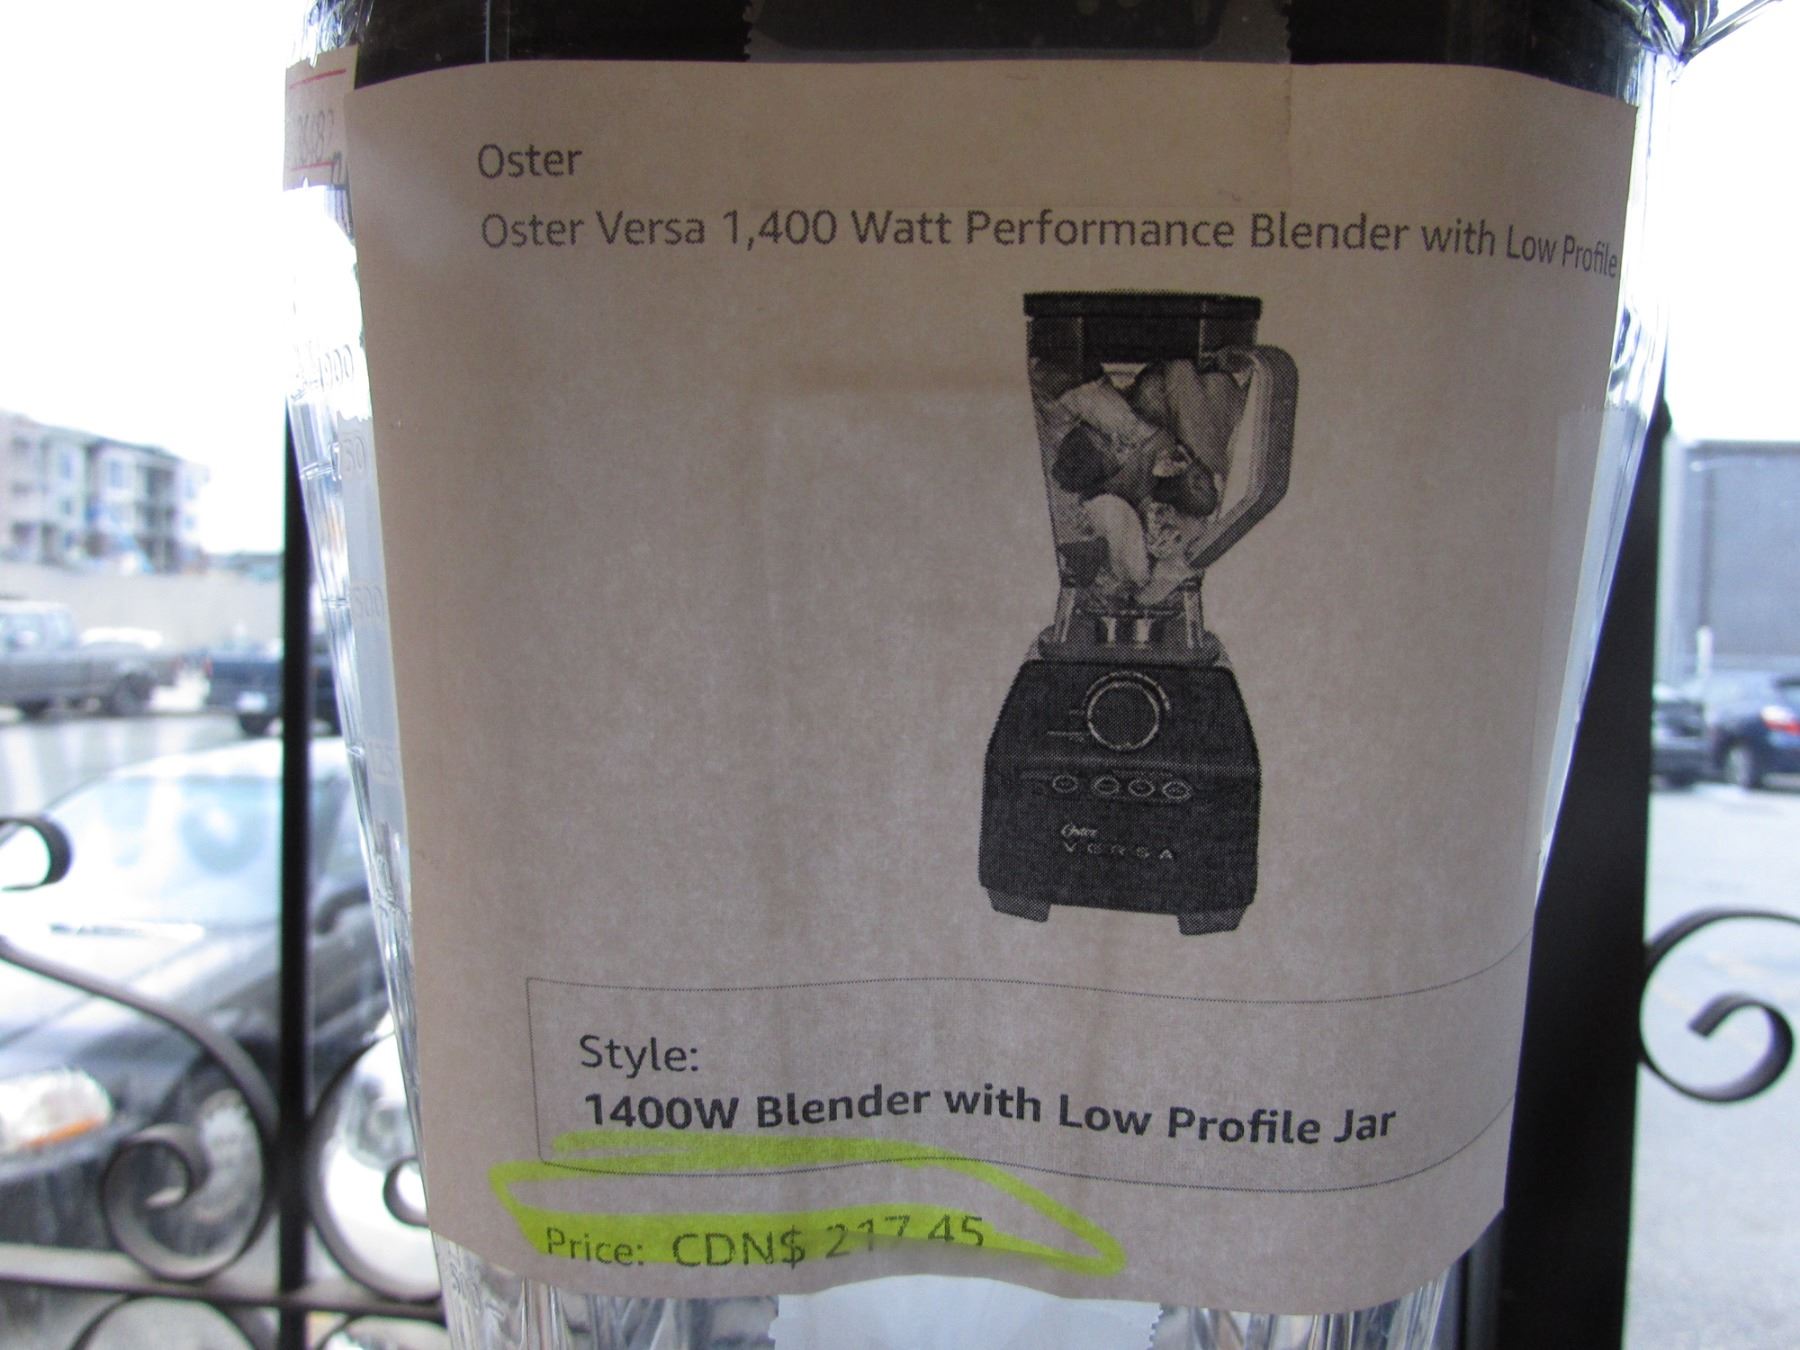 Oster
Oster Versa 1,400 Watt Performance Blender with Low Profile
Oster
VERSA
Style:
1400W Blender with Low Profile Jar
Price: CDN$ 217.45